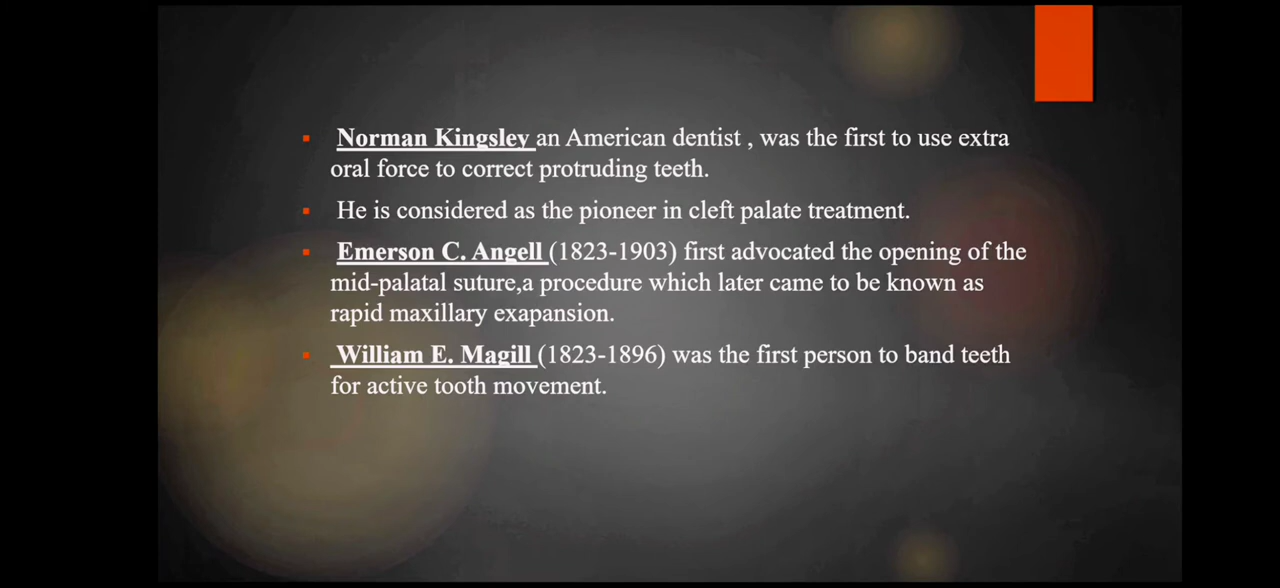 Norman Kingsley an American dentist , was the first to use extra
oral force to correct protruding teeth.
He is considered as the pioneer in cleft palate treatment.
Emerson C. Angell (1823-1903) first advocated the opening of the
mid-palatal suture,a procedure which later came to be known as
rapid maxillary exapansion.
William E. Magill (1823-1896) was the first person to band teeth
for active tooth movement.